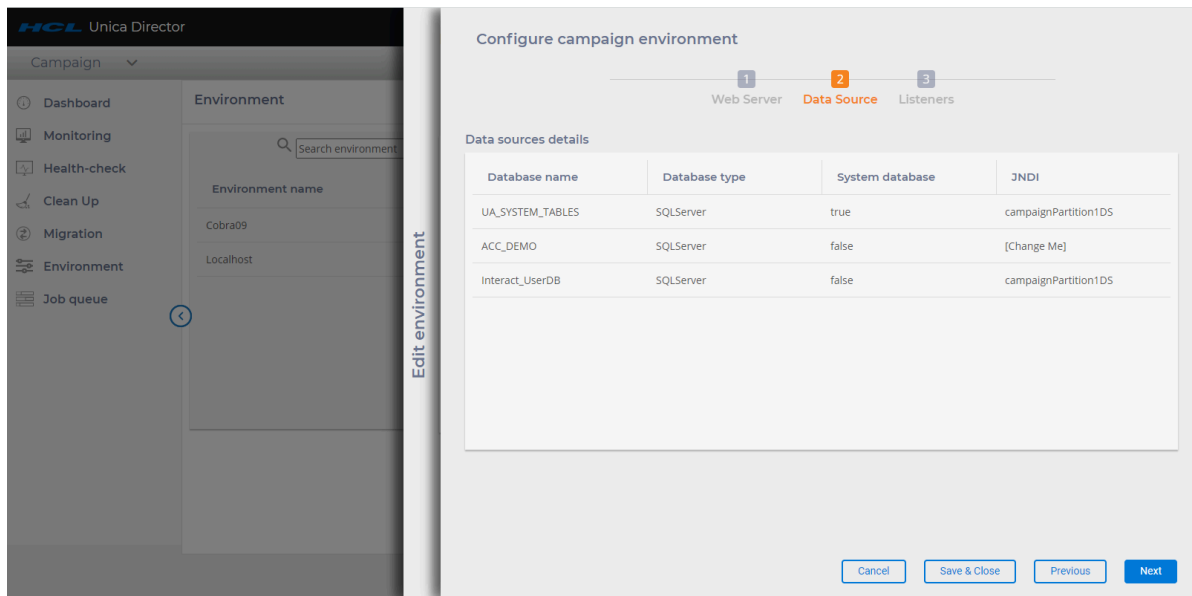 HCL Unica Director
Campaign
Dashboard
Monitoring
Health-check
Clean Up
Migration
Environment
Job queue
Environment
Search environment
Environment name
Cobra09
Localhost
Edit environment
Configure campaign environment
1 2 3
Web Server Data Source Listeners
Data sources details
Database name Database type System database JNDI
UA_SYSTEM_TABLES SQLServer true campaignPartition1DS
ACC_DEMO SQLServer false [Change Me]
Interact_UserDB SQLServer false campaignPartition1DS
Cancel Save & Close Previous Next